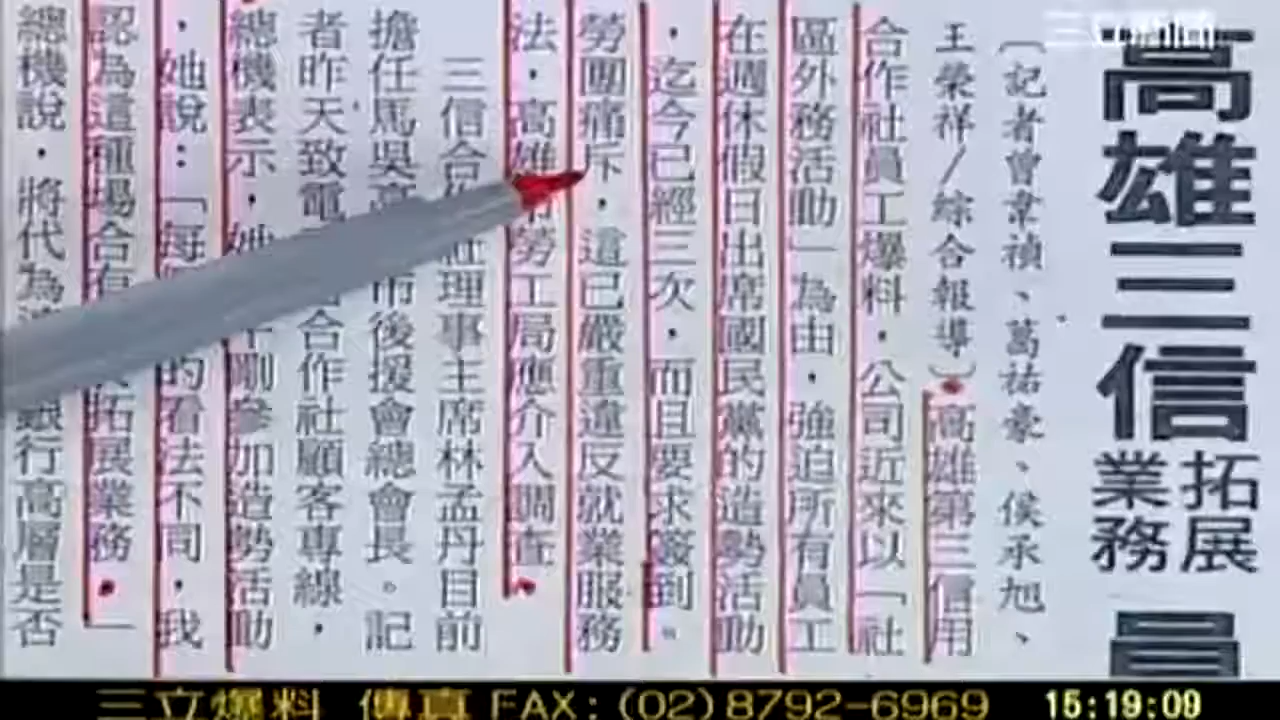 三立新聞
高雄三信
拓展
業務
員
〔記者曾韋禎、葛祐豪、侯承旭、
王榮祥/綜合報導〕高雄第三信用
合作社員工爆料,公司近來以「社
區外務活動」為由,強迫所有員工
在週休假日出席國民黨的造勢活動
,迄今已經三次,而且要求簽到。
勞團痛斥,這已嚴重違反就業服務
法,高雄市勞工局應介入調查。
三信合作社理事主席林孟丹目前
擔任馬吳高 市後援會總會長。記
者昨天致電 合作社顧客專線,
總機表示,她 剛參加造勢活動
,她說:「每 的看法不同,我
認為這種場合有 拓展業務。」
總機說,將代為 銀行高層是否
三立爆料 傳真 FAX:(02)8792-6969
15:19:09